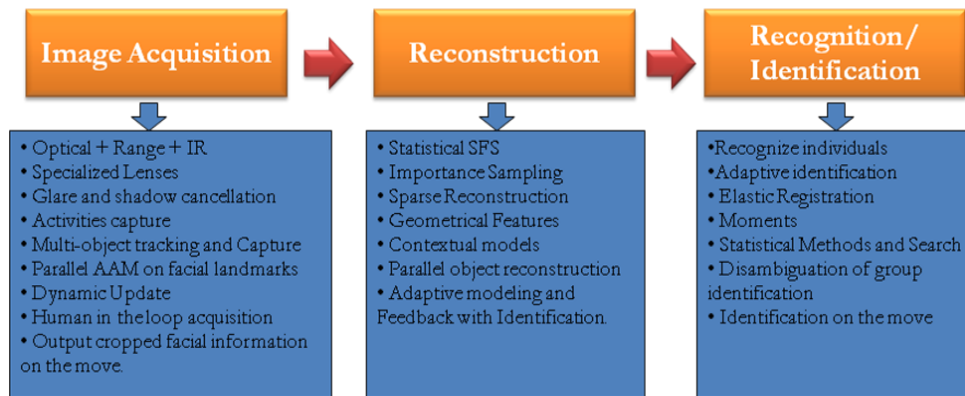 Image Acquisition
Reconstruction
Recognition/
Identification
• Optical + Range + IR
• Specialized Lenses
• Glare and shadow cancellation
• Activities capture
• Multi-object tracking and Capture
• Parallel AAM on facial landmarks
• Dynamic Update
• Human in the loop acquisition
• Output cropped facial information
on the move.
• Statistical SFS
• Importance Sampling
• Sparse Reconstruction
• Geometrical Features
• Contextual models
• Parallel object reconstruction
• Adaptive modeling and
Feedback with Identification.
•Recognize individuals
•Adaptive identification
• Elastic Registration
• Moments
• Statistical Methods and Search
• Disambiguation of group
identification
• Identification on the move